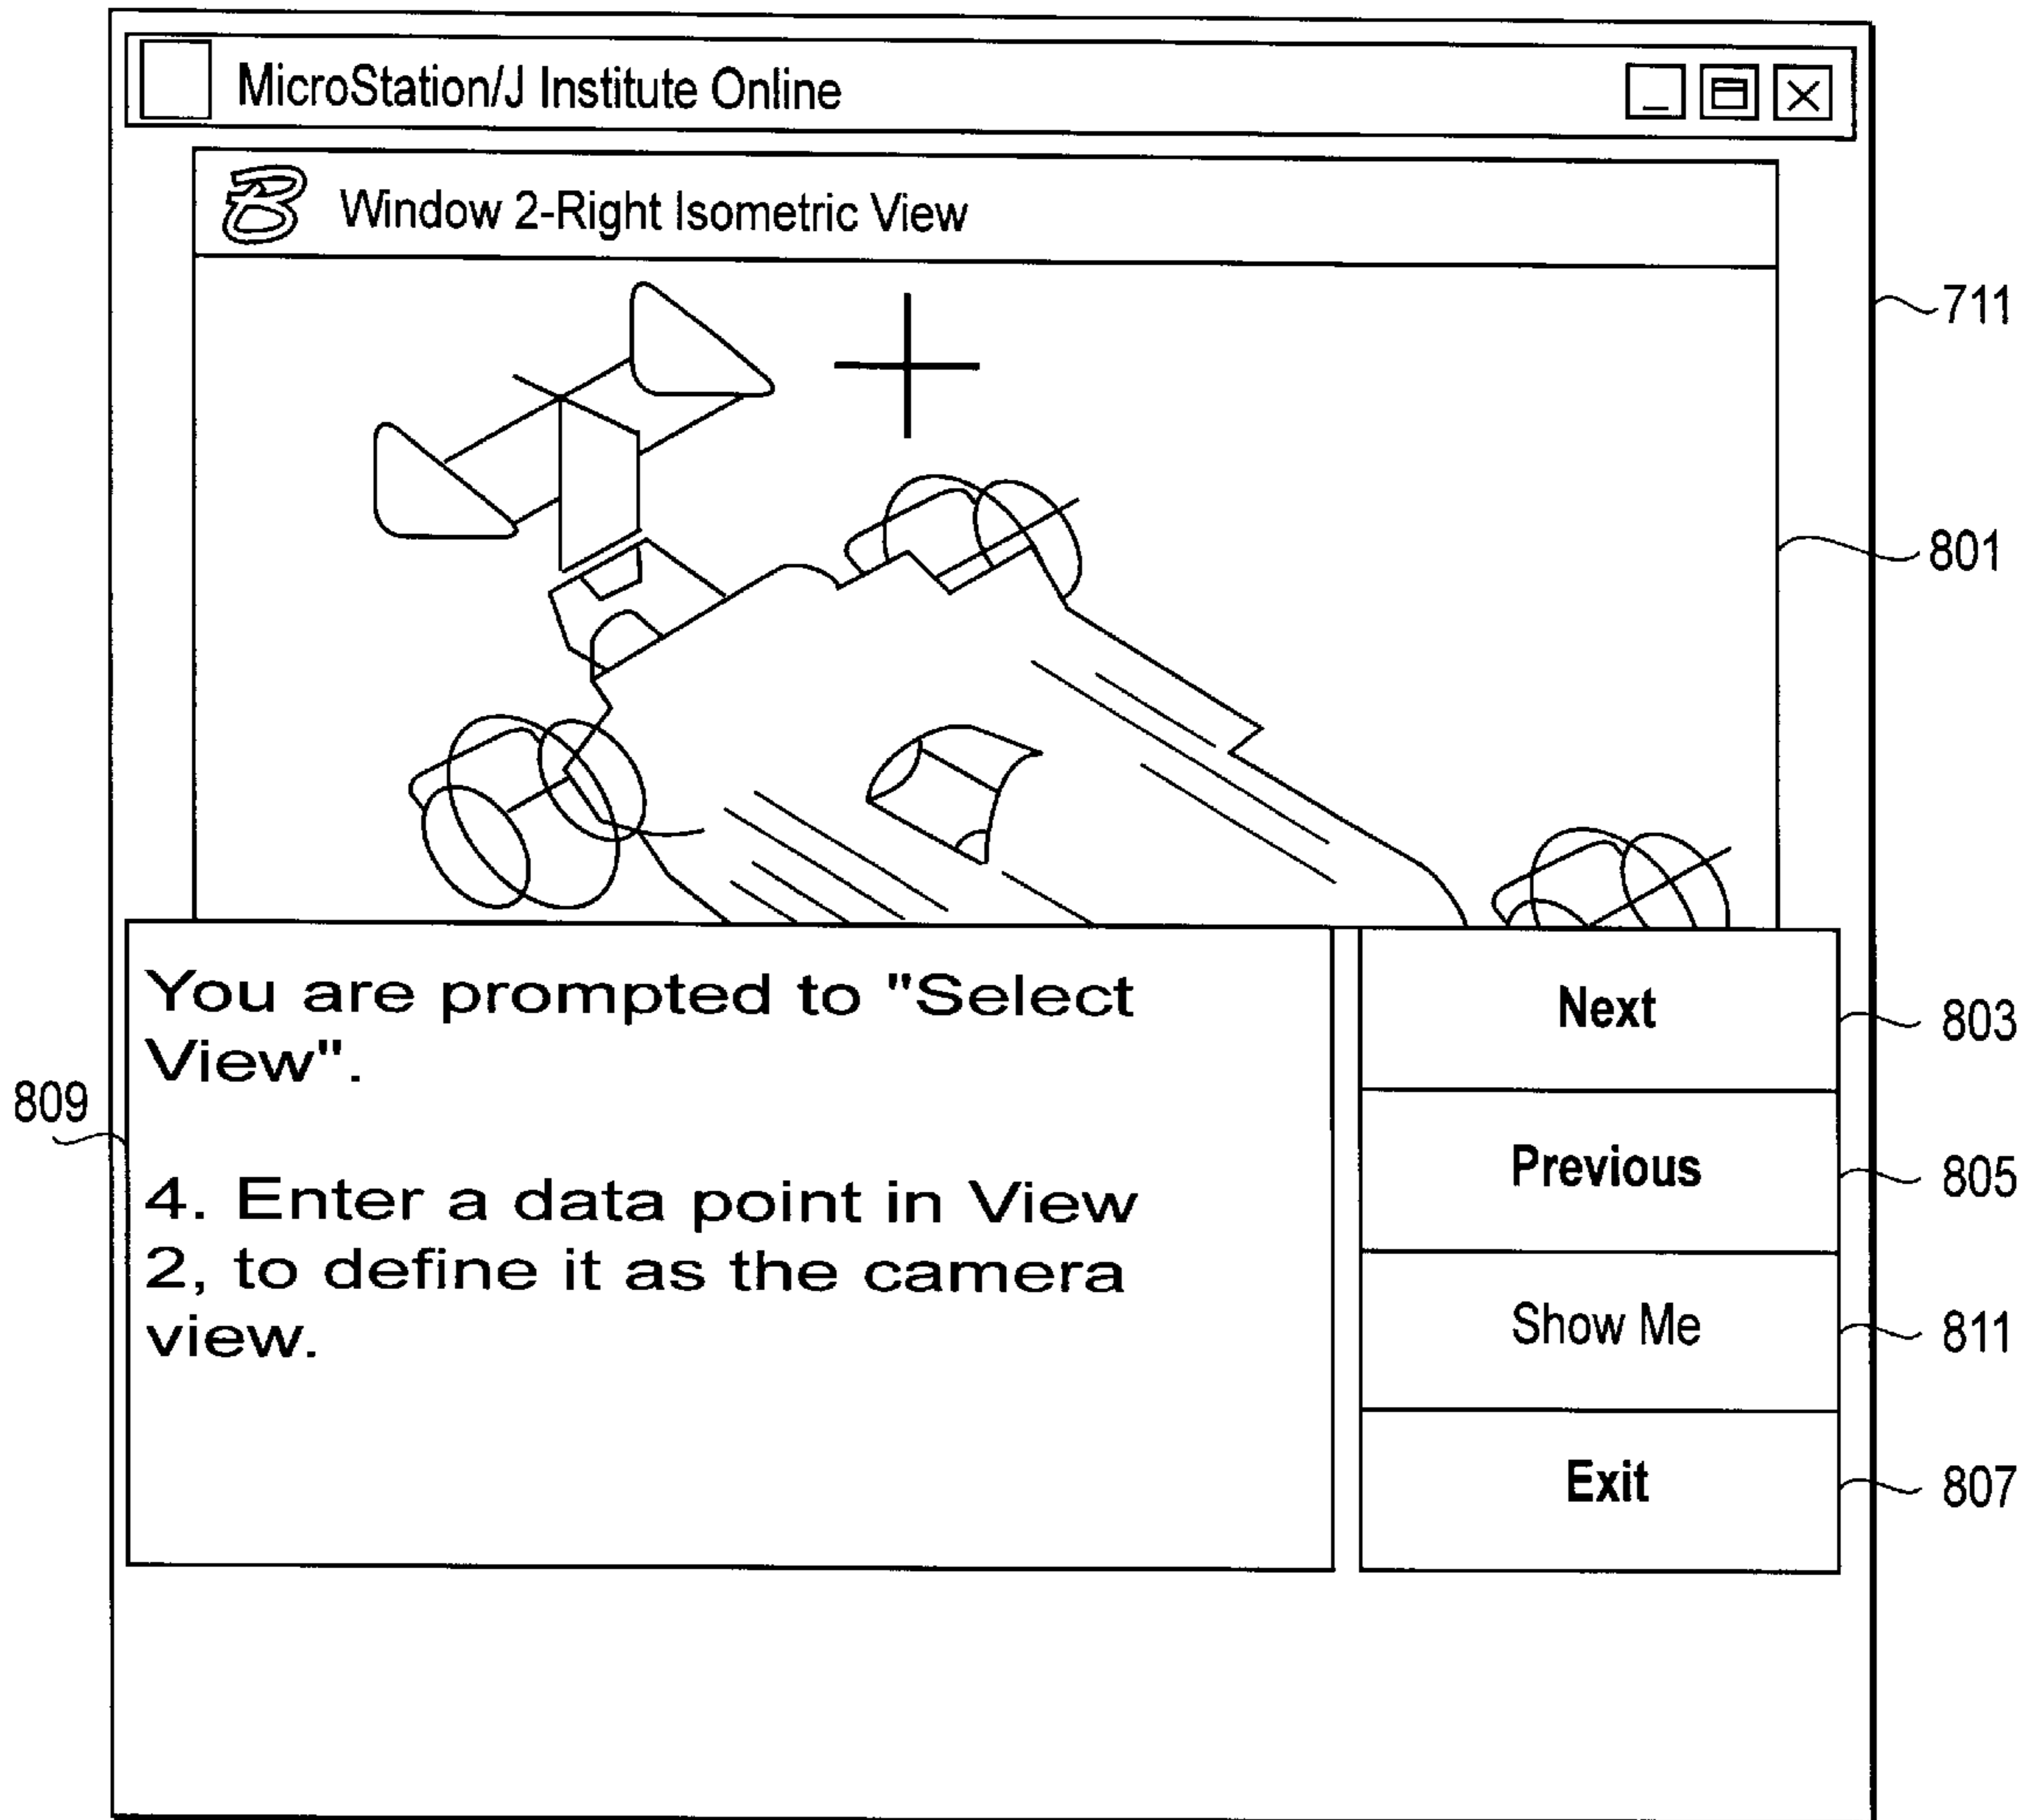 MicroStation/J Institute Online
Window 2-Right Isometric View
711
801
You are prompted to "Select
View".
809
4. Enter a data point in View
2, to define it as the camera
view.
Next
803
Previous
805
Show Me
811
Exit
807